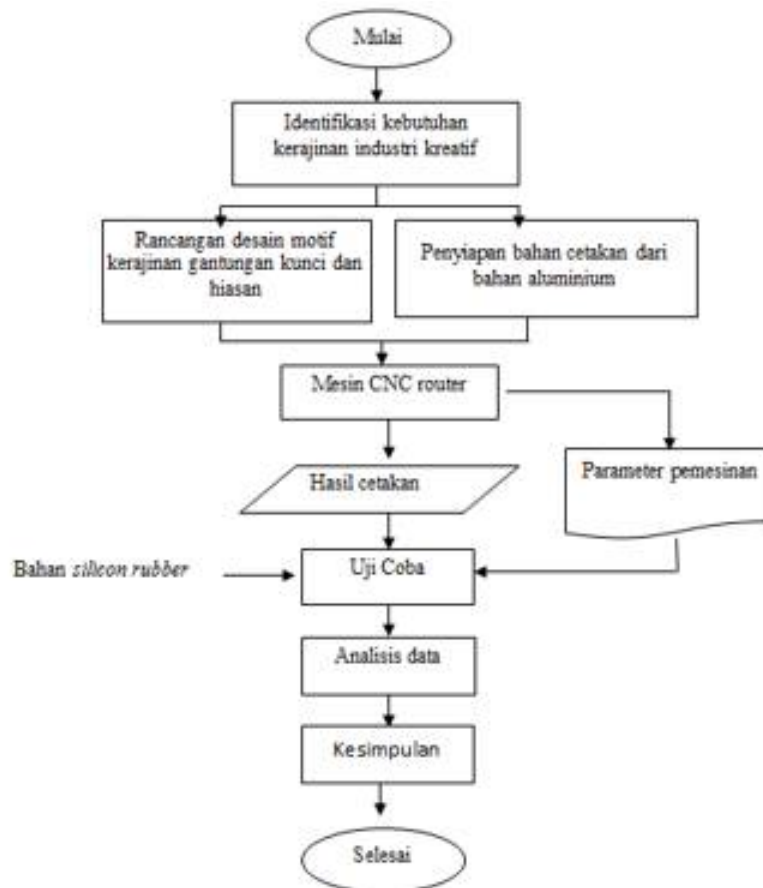 Mulai
Identifikasi kebutuhan
kerajinan industri kreatif
Rancangan desain motif
kerajinan gantungan kunci dan
hiasan
Penyiapan bahan cetakan dari
bahan aluminium
Mesin CNC router
Parameter pemesinan
Hasil cetakan
Bahan silicon rubber
Uji Coba
Analisis data
Kesimpulan
Selesai